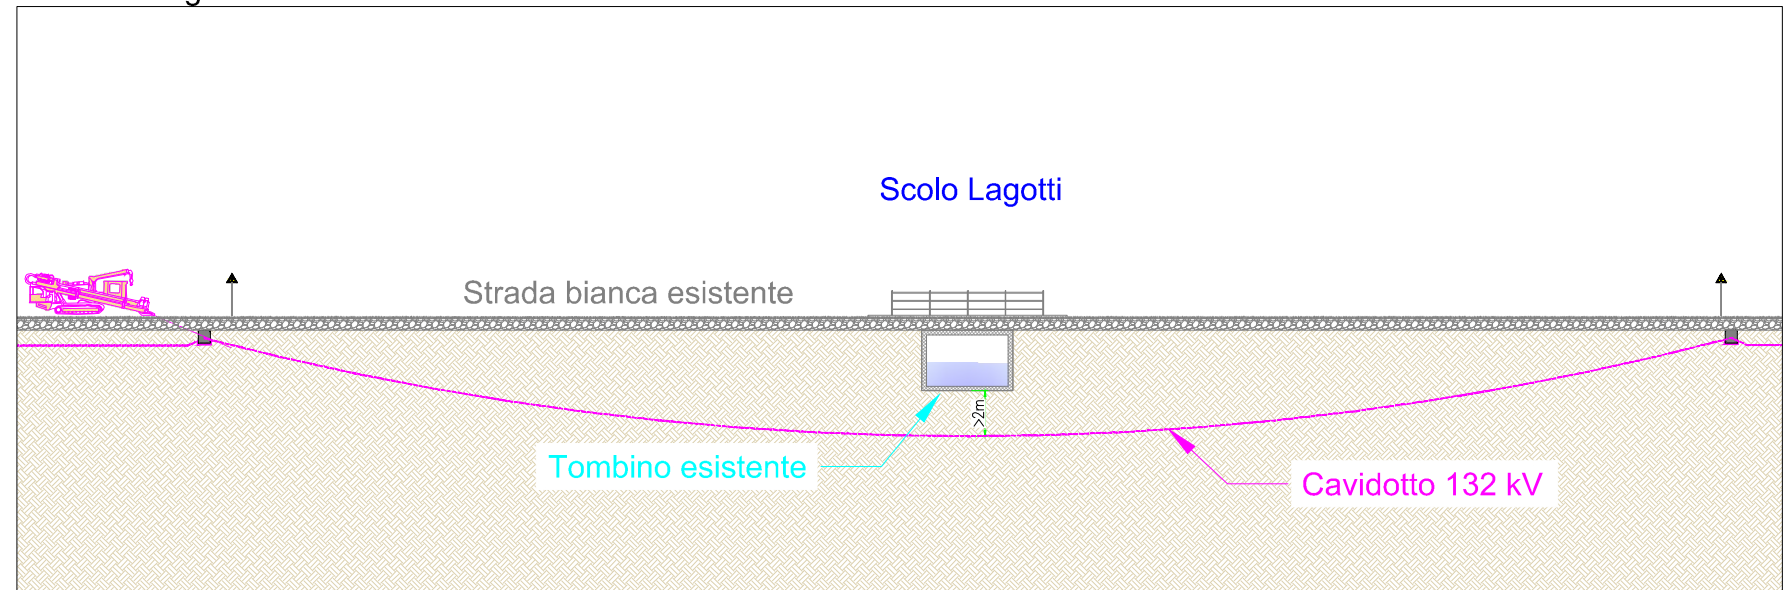 Scolo Lagotti
Strada bianca esistente
>2m
Tombino esistente
Cavidotto 132 kV